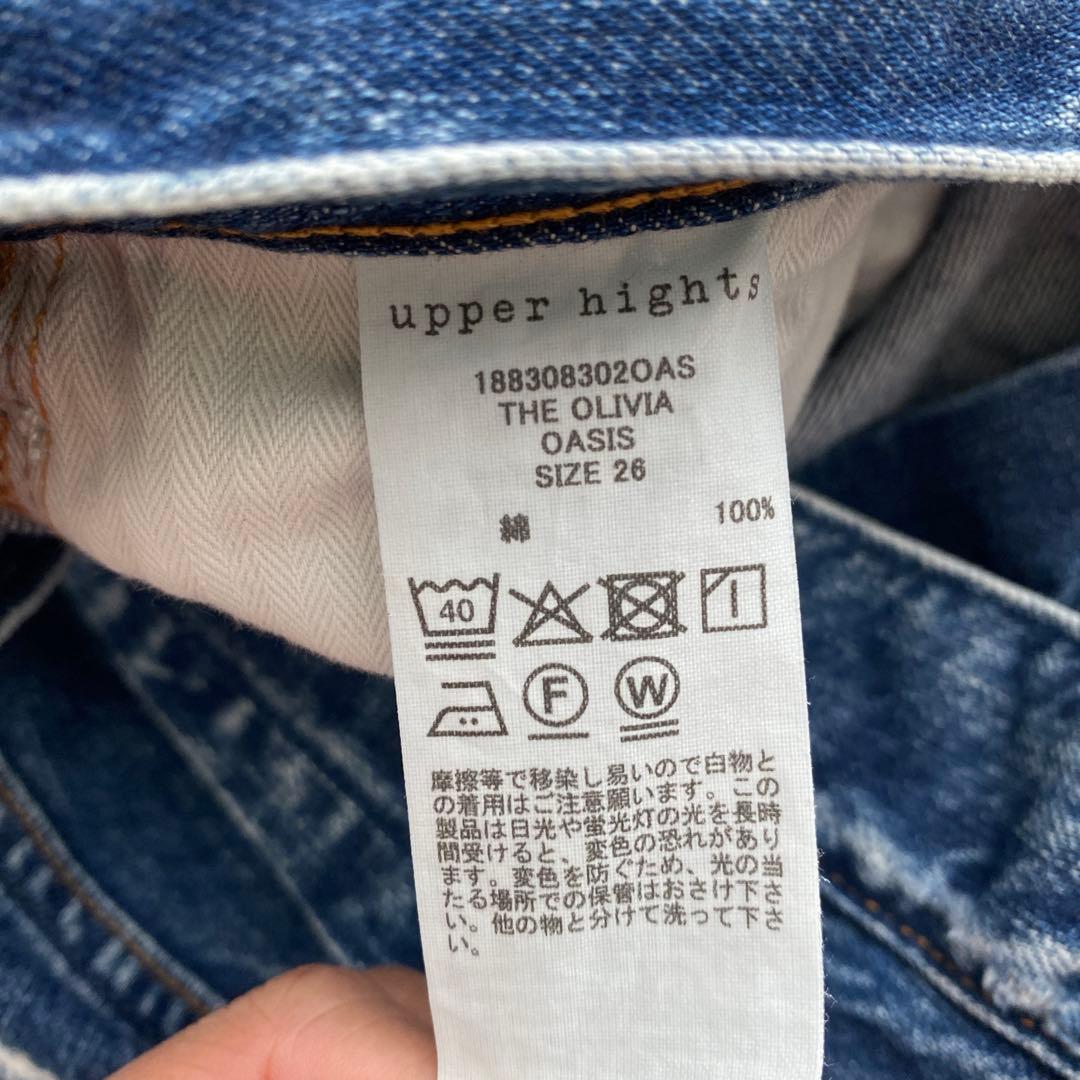 upper hights
188308302OAS
THE OLIVIA
OASIS
SIZE 26
綿 100%
40
F W
摩擦等で移染し易いので白物と
の着用はご注意願います。この
製品は日光や蛍光灯の光を長時
間受けると、変色の恐れがあり
ます。変色を防ぐため、光の当
たる場所での保管はおさけ下さ
い。他の物と分けて洗って下さ
い。